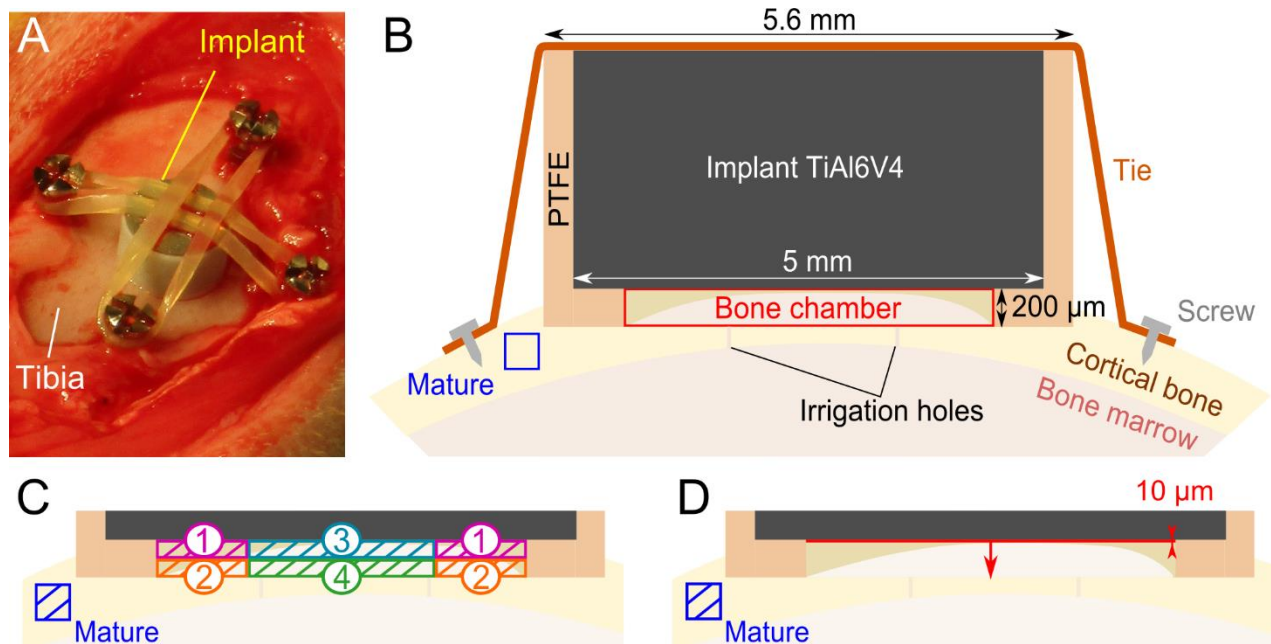 A
Implant
Tibia
B
5.6 mm
PTFE
Implant TiAl6V4
Tie
5 mm
Bone chamber
200 µm
Screw
Mature
Irrigation holes
Cortical bone
Bone marrow
C
1
3
1
2
4
2
Mature
D
10 µm
Mature